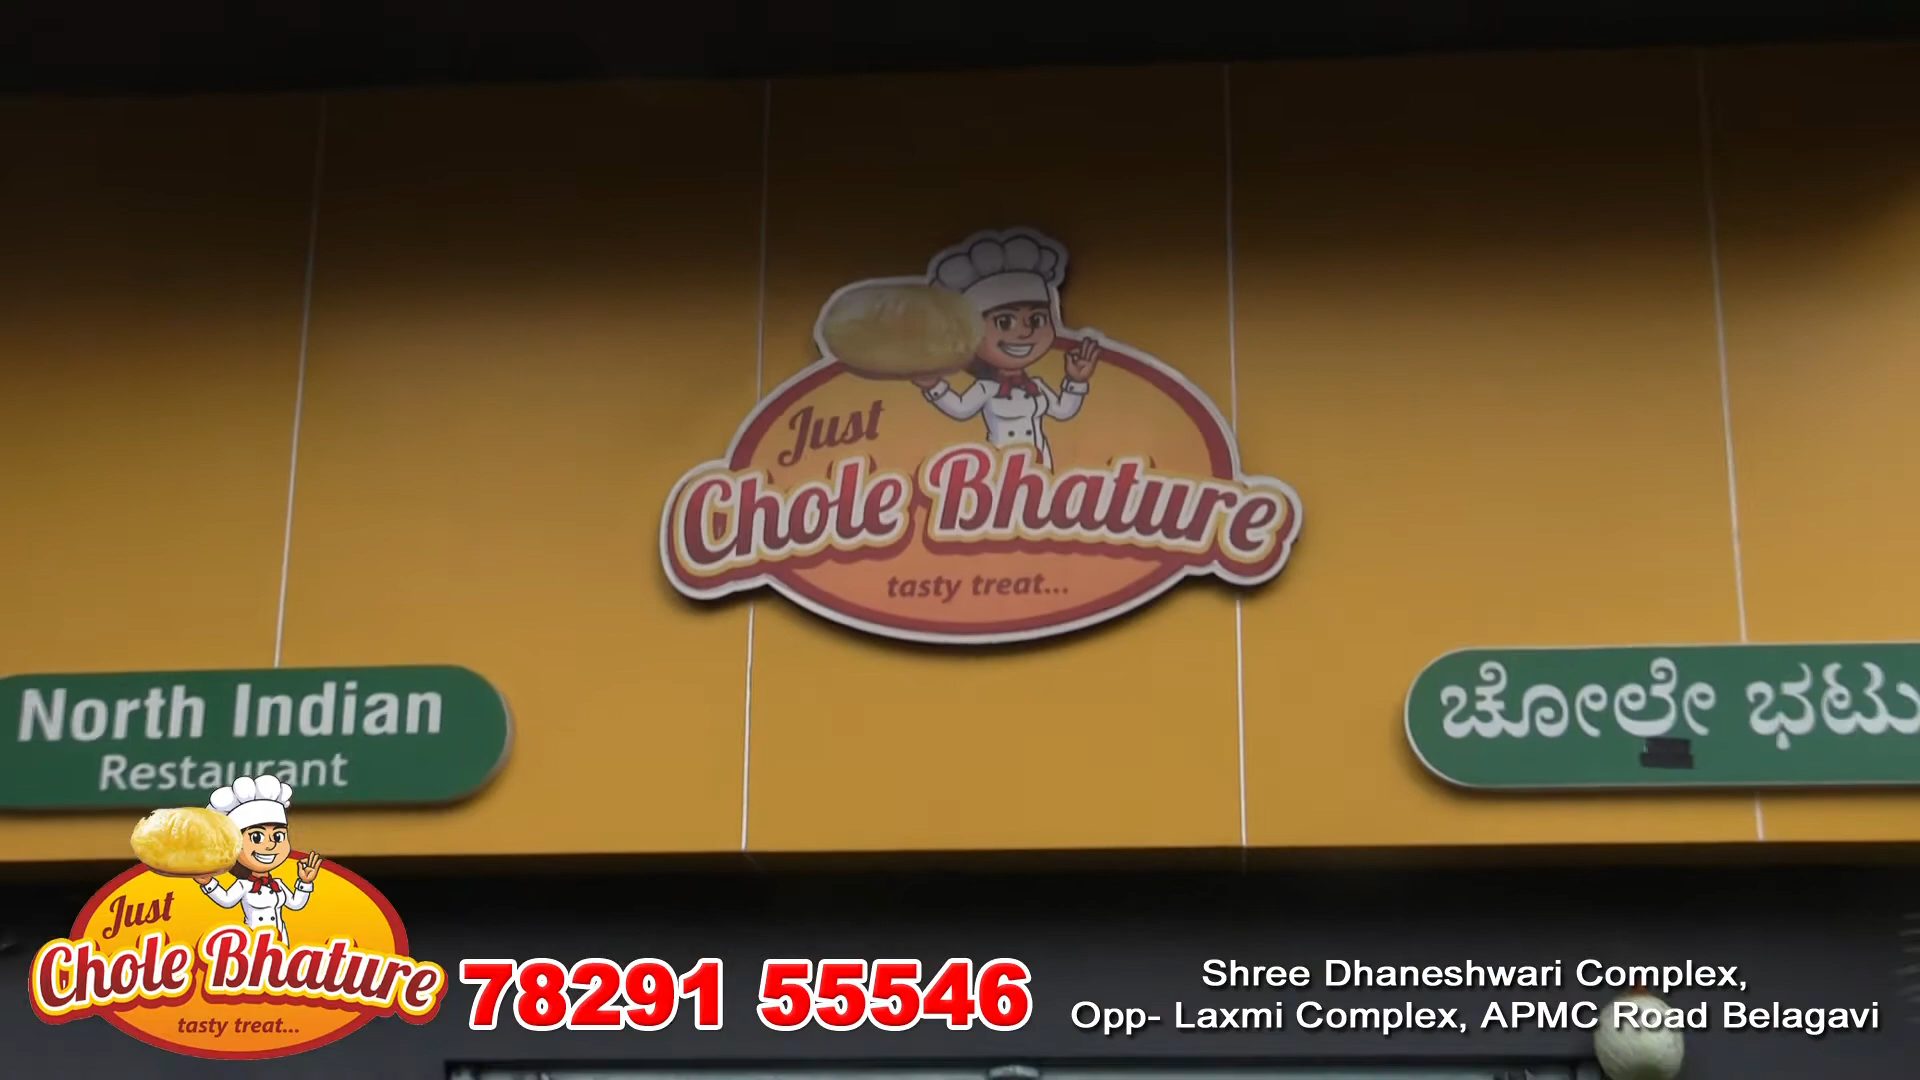 Just
Chole Bhature
tasty treat...
North Indian
Restaurant
ಚೋಲೇ ಭಟು
Just
Chole Bhature
tasty treat...
78291 55546
Shree Dhaneshwari Complex,
Opp- Laxmi Complex, APMC Road Belagavi